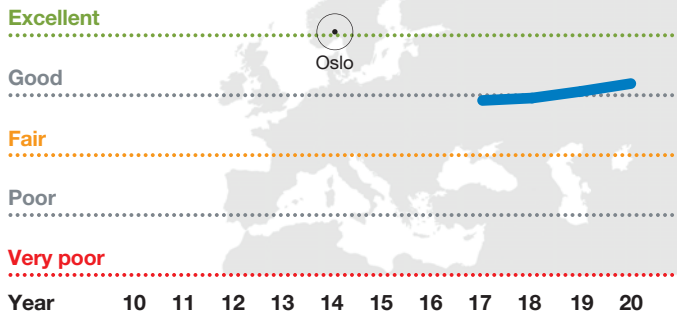 Excellent
Oslo
Good
Fair
Poor
Very poor
Year 10 11 12 13 14 15 16 17 18 19 20